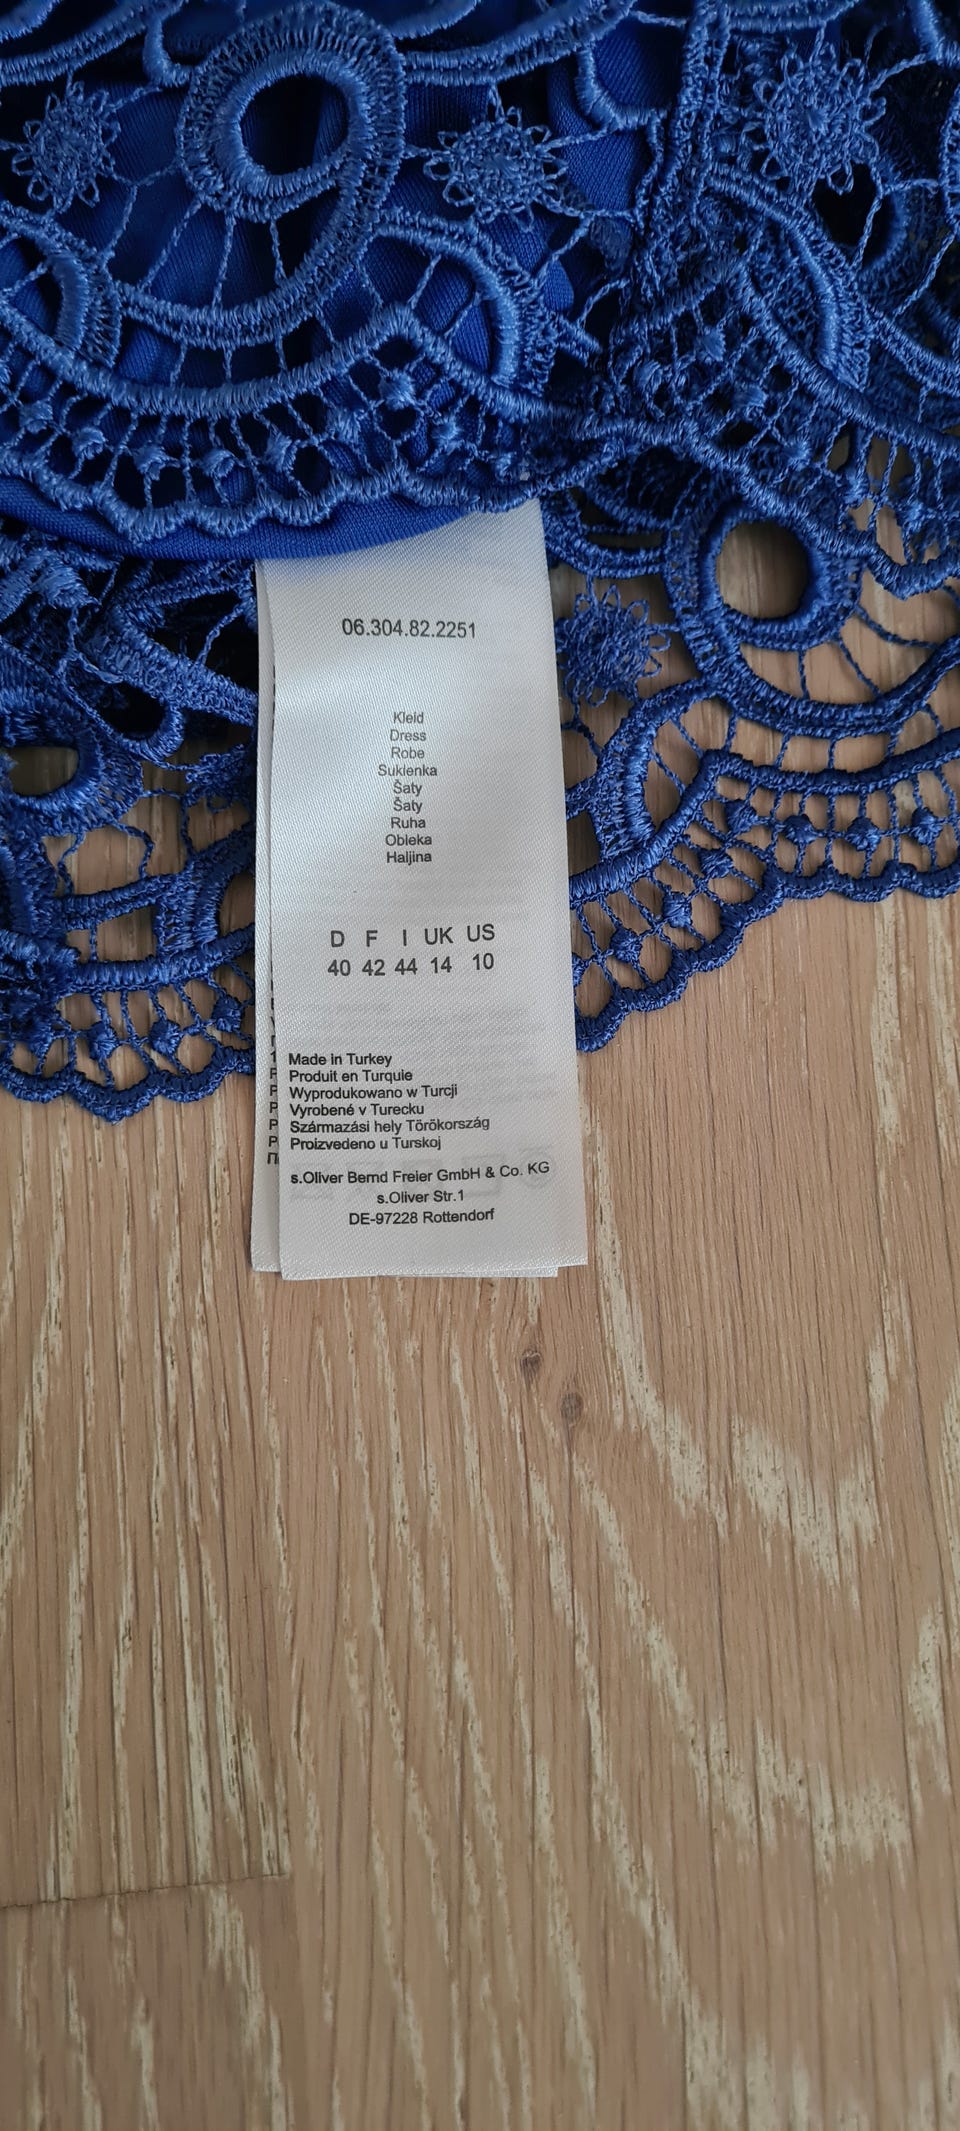 06.304.82.2251
Kleid
Dress
Robe
Sukienka
Šaty
Šaty
Ruha
Obleka
Haljina
D F I UK US
40 42 44 14 10
Made in Turkey
Produit en Turquie
Wyprodukowano w Turcji
Vyrobené v Turecku
Származási hely Törökország
Proizvedeno u Turskoj
s.Oliver Bernd Freier GmbH & Co. KG
s.Oliver Str.1
DE-97228 Rottendorf